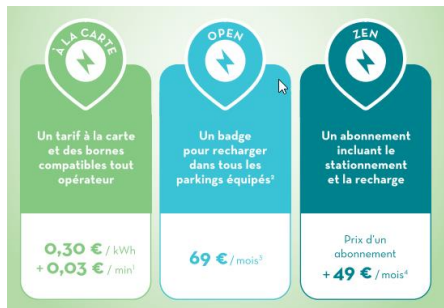 À LA CARTE
Un tarif à la carte
et des bornes
compatibles tout
opérateur
0,30 € / kWh
+ 0,03 € / min¹
OPEN
Un badge
pour recharger
dans tous les
parkings équipés²
69 € / mois³
ZEN
Un abonnement
incluant le
stationnement
et la recharge
Prix d'un
abonnement
+ 49 € / mois⁴